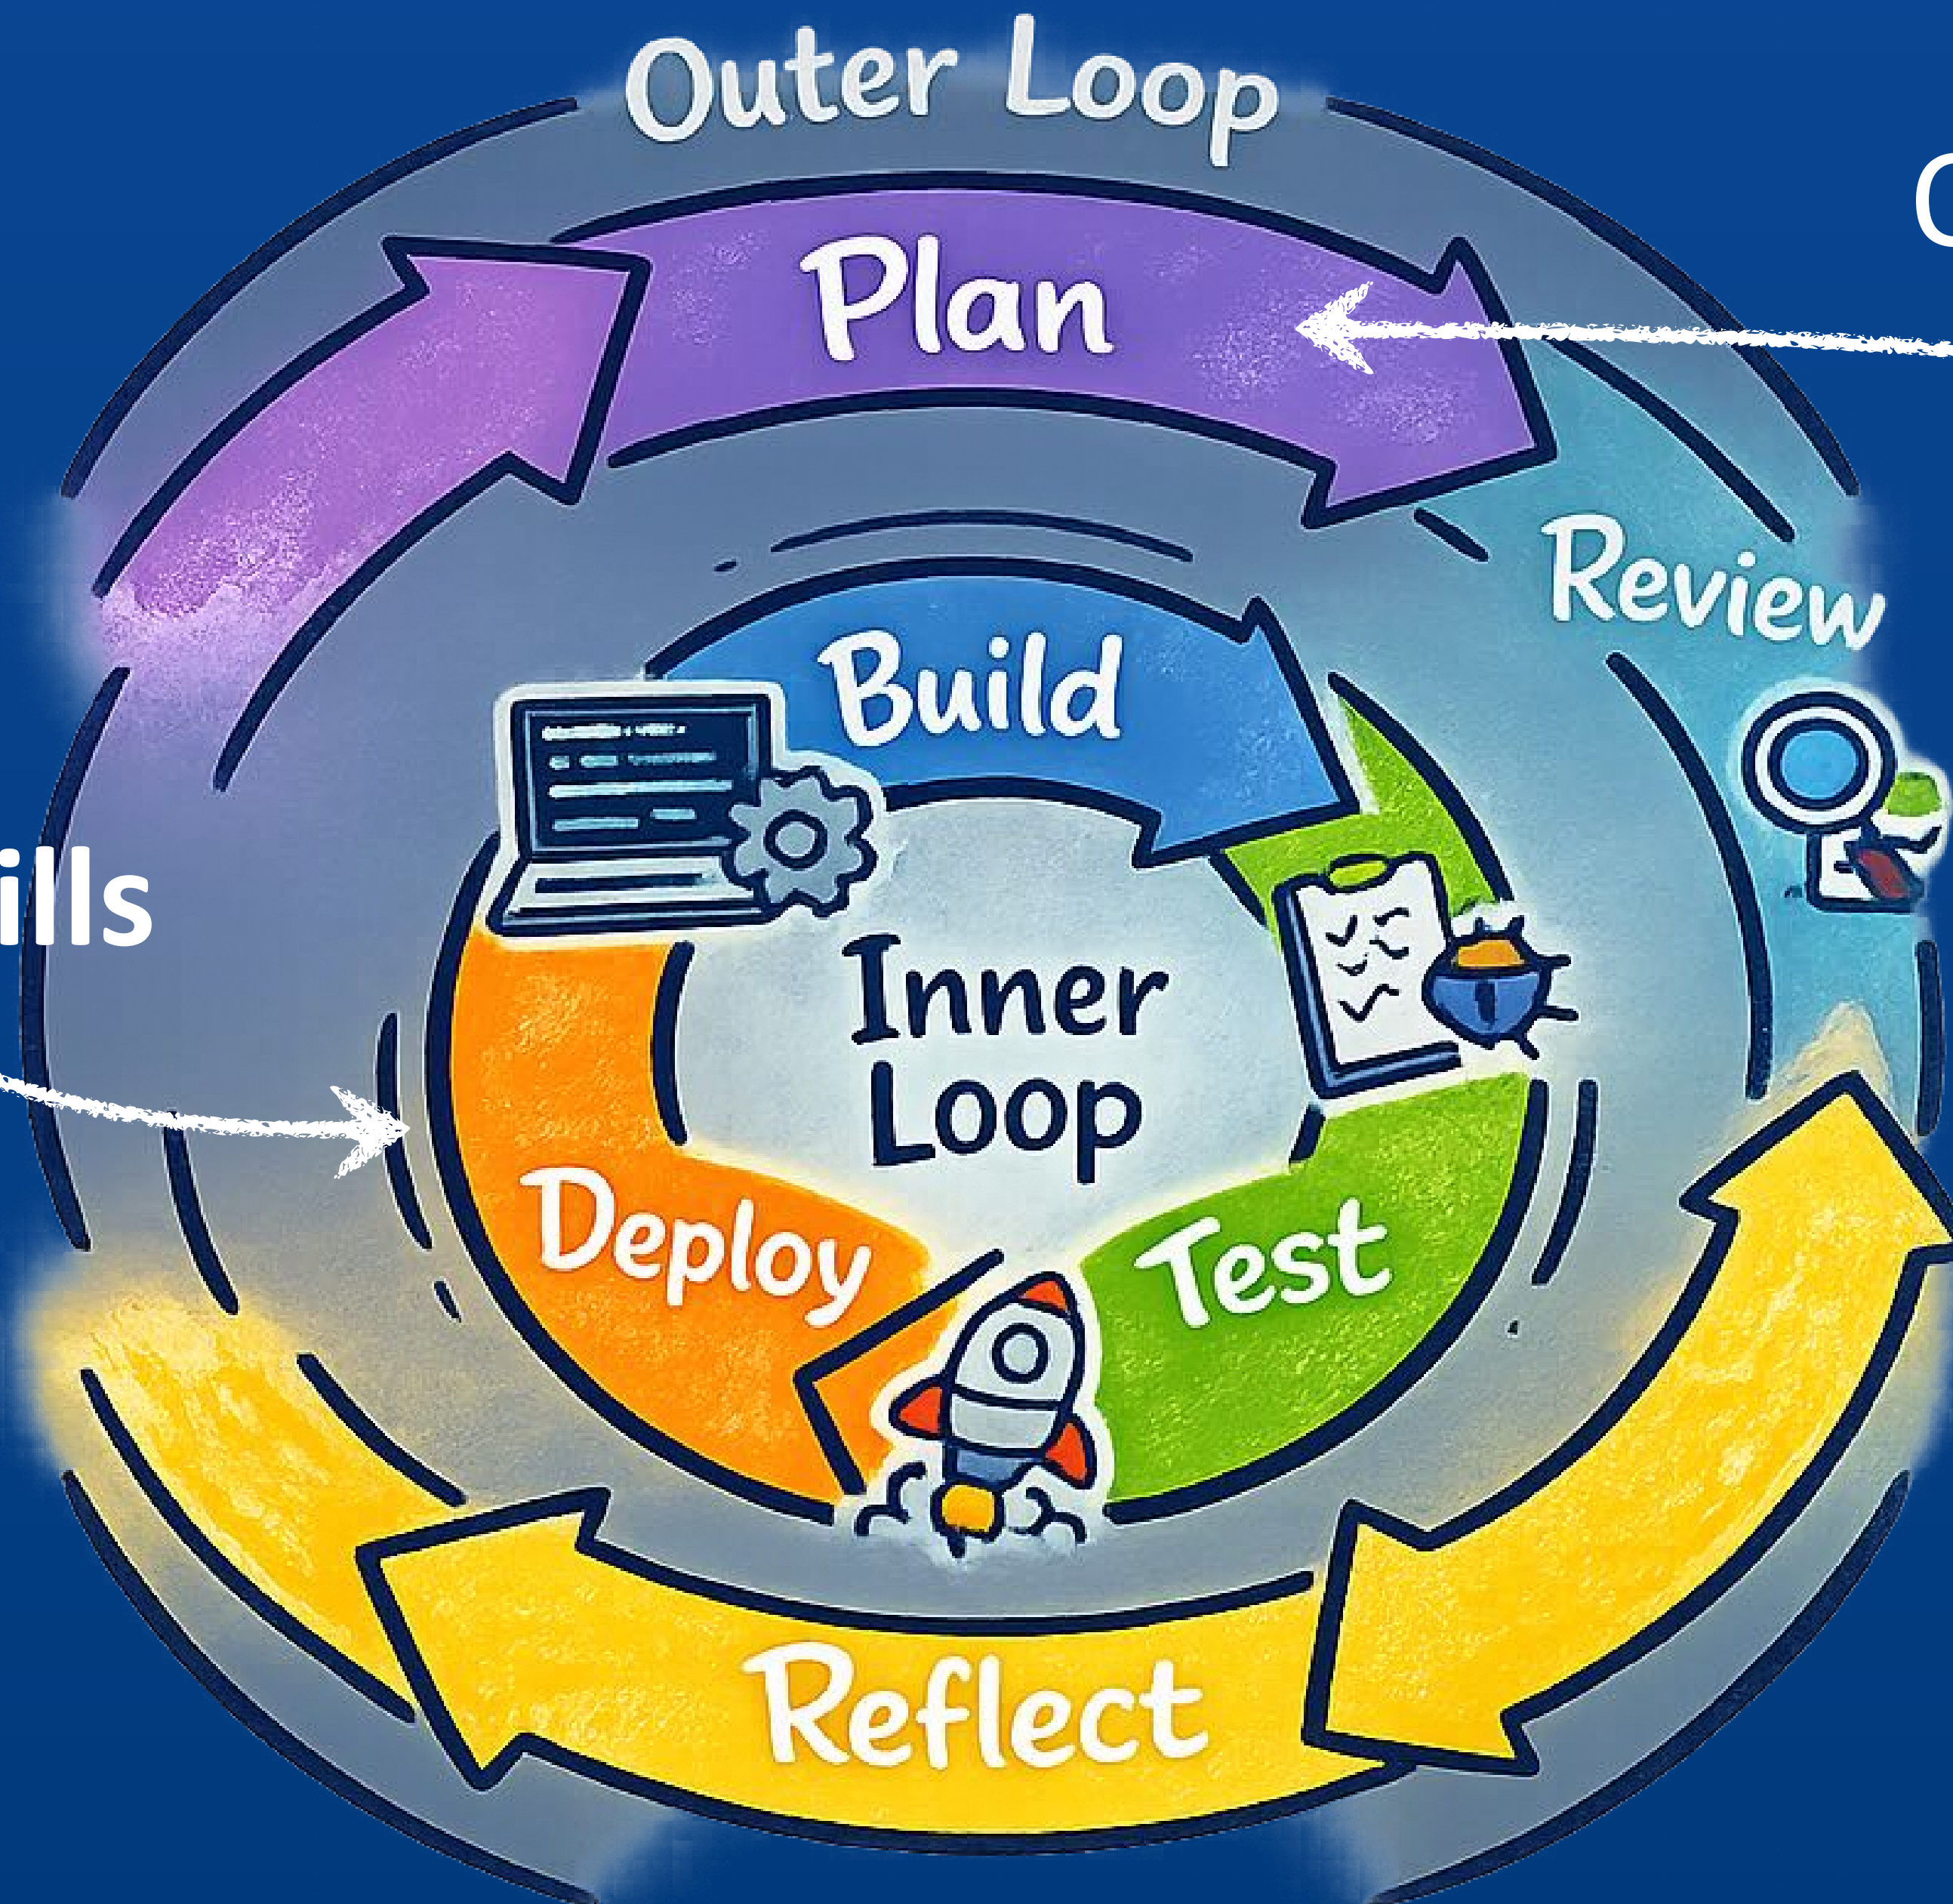 Outer Loop
Plan
Review
Build
ills
Inner
Loop
Deploy
Test
Reflect